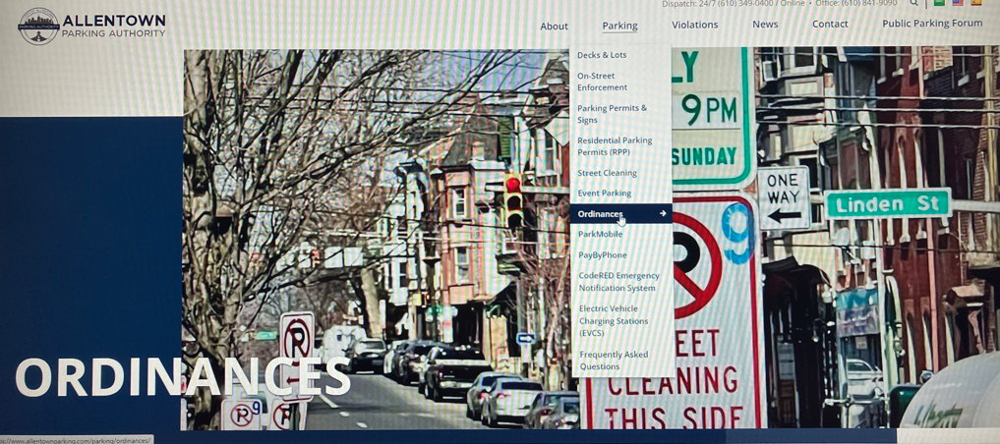 Dispatch: 24/7 (610) 349-0400 / Online • Office: (610) 841-9090
ALLENTOWN
PARKING AUTHORITY
About
Parking
Violations
News
Contact
Public Parking Forum
Decks & Lots
On-Street
Enforcement
Parking Permits &
Signs
Residential Parking
Permits (RPP)
Street Cleaning
Event Parking
Ordinances
ParkMobile
PayByPhone
CodeRED Emergency
Notification System
Electric Vehicle
Charging Stations
(EVCS)
Frequently Asked
Questions
LY
9 PM
SUNDAY
ONE
WAY
Linden St
9
EET
CLEANING
THIS SIDE
P
ORDINANCES
P
9
P
www.allentownparking.com/parking/ordinances/